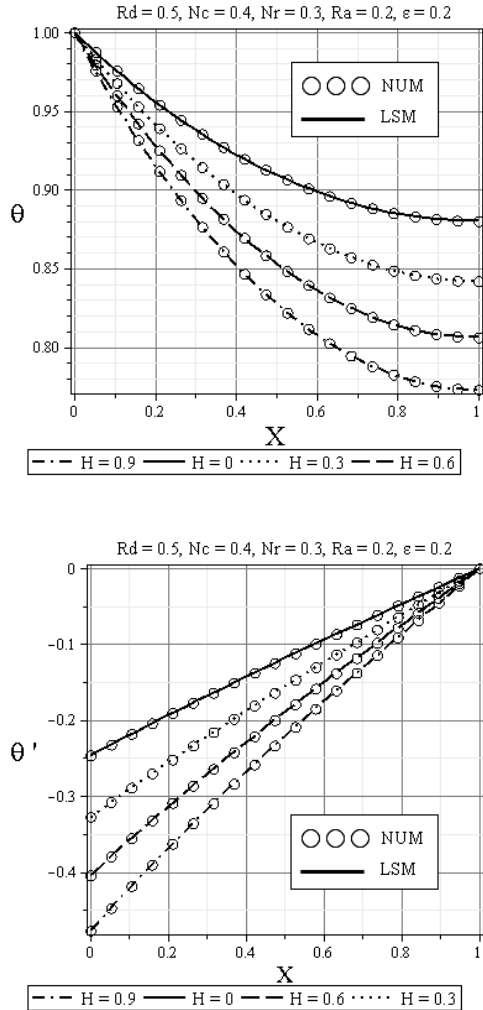 Rd = 0.5, Nc = 0.4, Nr = 0.3, Ra = 0.2, ε = 0.2
1.00
0.95
0.90
0.85
0.80
θ
NUM
LSM
0 0.2 0.4 0.6 0.8 1
X
H = 0.9 H = 0 H = 0.3 H = 0.6
Rd = 0.5, Nc = 0.4, Nr = 0.3, Ra = 0.2, ε = 0.2
0
-0.1
-0.2
-0.3
-0.4
θ '
NUM
LSM
0 0.2 0.4 0.6 0.8 1
X
H = 0.9 H = 0 H = 0.6 H = 0.3